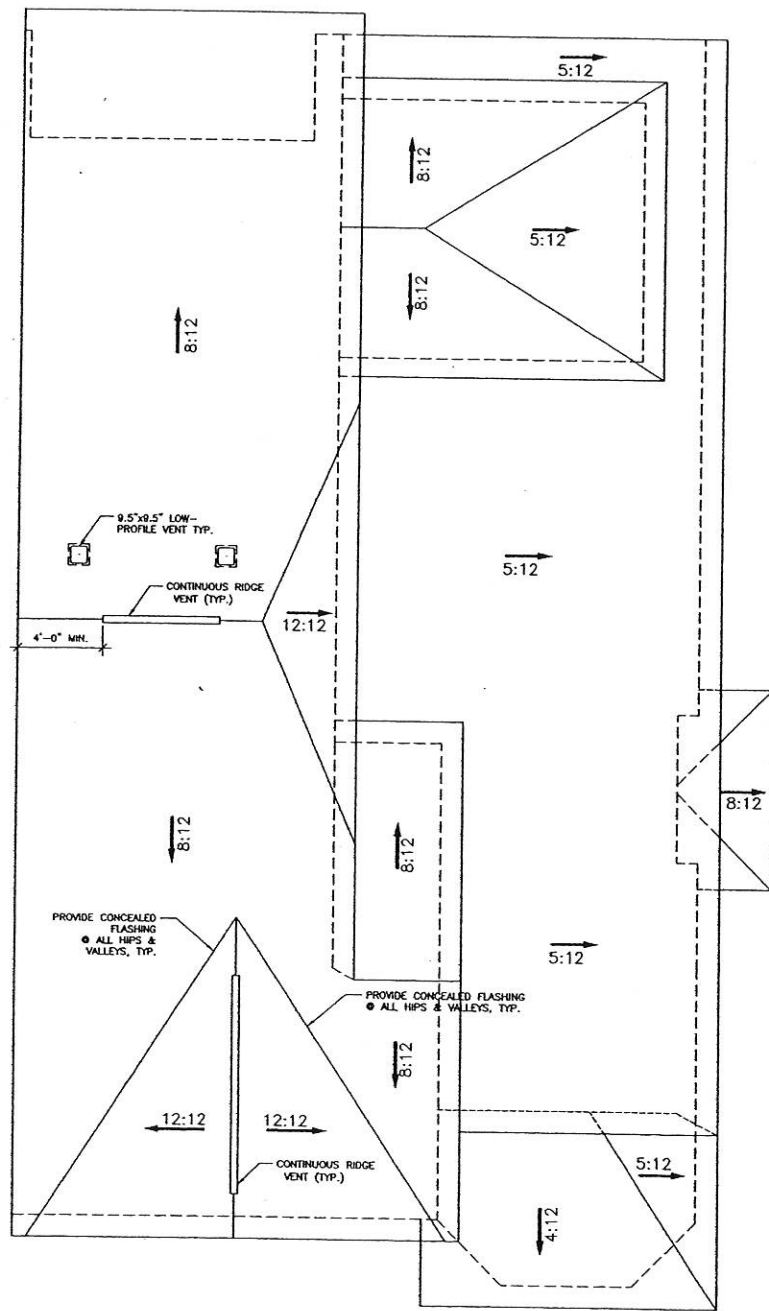 5:12
8:12
5:12
8:12
8:12
9.5"x9.5" LOW-
PROFILE VENT TYP.
5:12
CONTINUOUS RIDGE
VENT (TYP.)
12:12
4'-0" MIN.
8:12
8:12
8:12
PROVIDE CONCEALED
FLASHING
@ ALL HIPS &
VALLEYS, TYP.
5:12
PROVIDE CONCEALED FLASHING
@ ALL HIPS & VALLEYS, TYP.
8:12
12:12
12:12
CONTINUOUS RIDGE
VENT (TYP.)
5:12
4:12